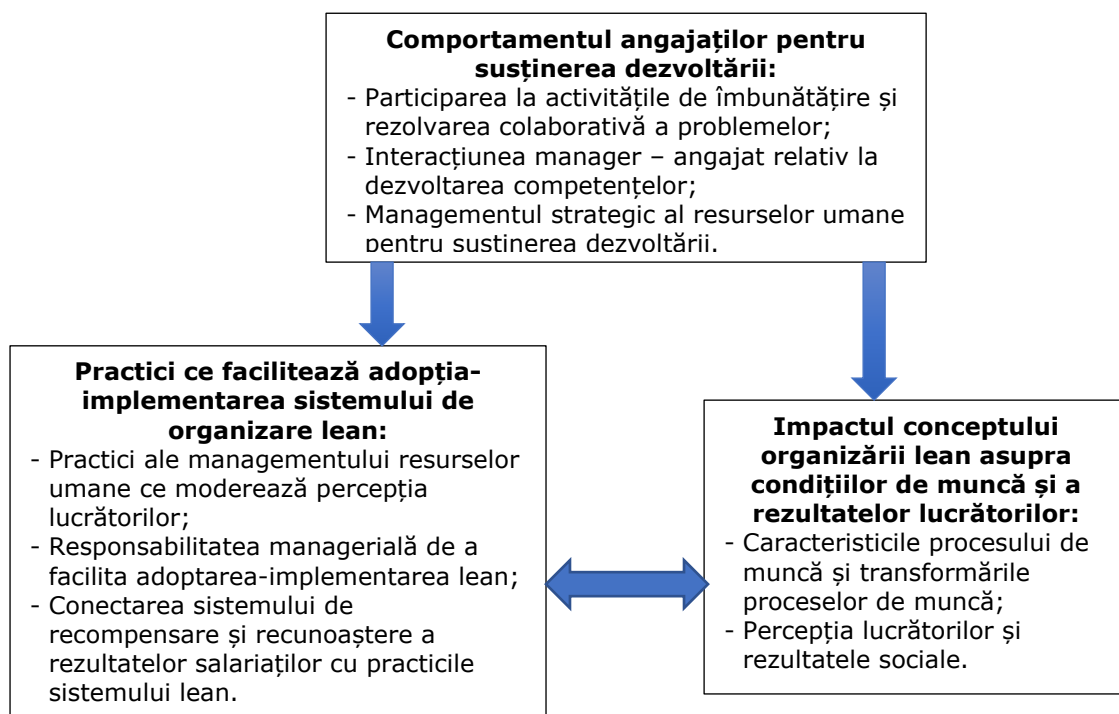 Comportamentul angajaților pentru
susținerea dezvoltării:
- Participarea la activitățile de îmbunătățire și
rezolvarea colaborativă a problemelor;
- Interacțiunea manager – angajat relativ la
dezvoltarea competențelor;
- Managementul strategic al resurselor umane
pentru sustinerea dezvoltării.
Practici ce facilitează adopția-
implementarea sistemului de
organizare lean:
- Practici ale managementului resurselor
umane ce moderează percepția
lucrătorilor;
- Responsabilitatea managerială de a
facilita adoptarea-implementarea lean;
- Conectarea sistemului de
recompensare și recunoaștere a
rezultatelor salariaților cu practicile
sistemului lean.
Impactul conceptului
organizării lean asupra
condițiilor de muncă și a
rezultatelor lucrătorilor:
- Caracteristicile procesului de
muncă și transformările
proceselor de muncă;
- Percepția lucrătorilor și
rezultatele sociale.